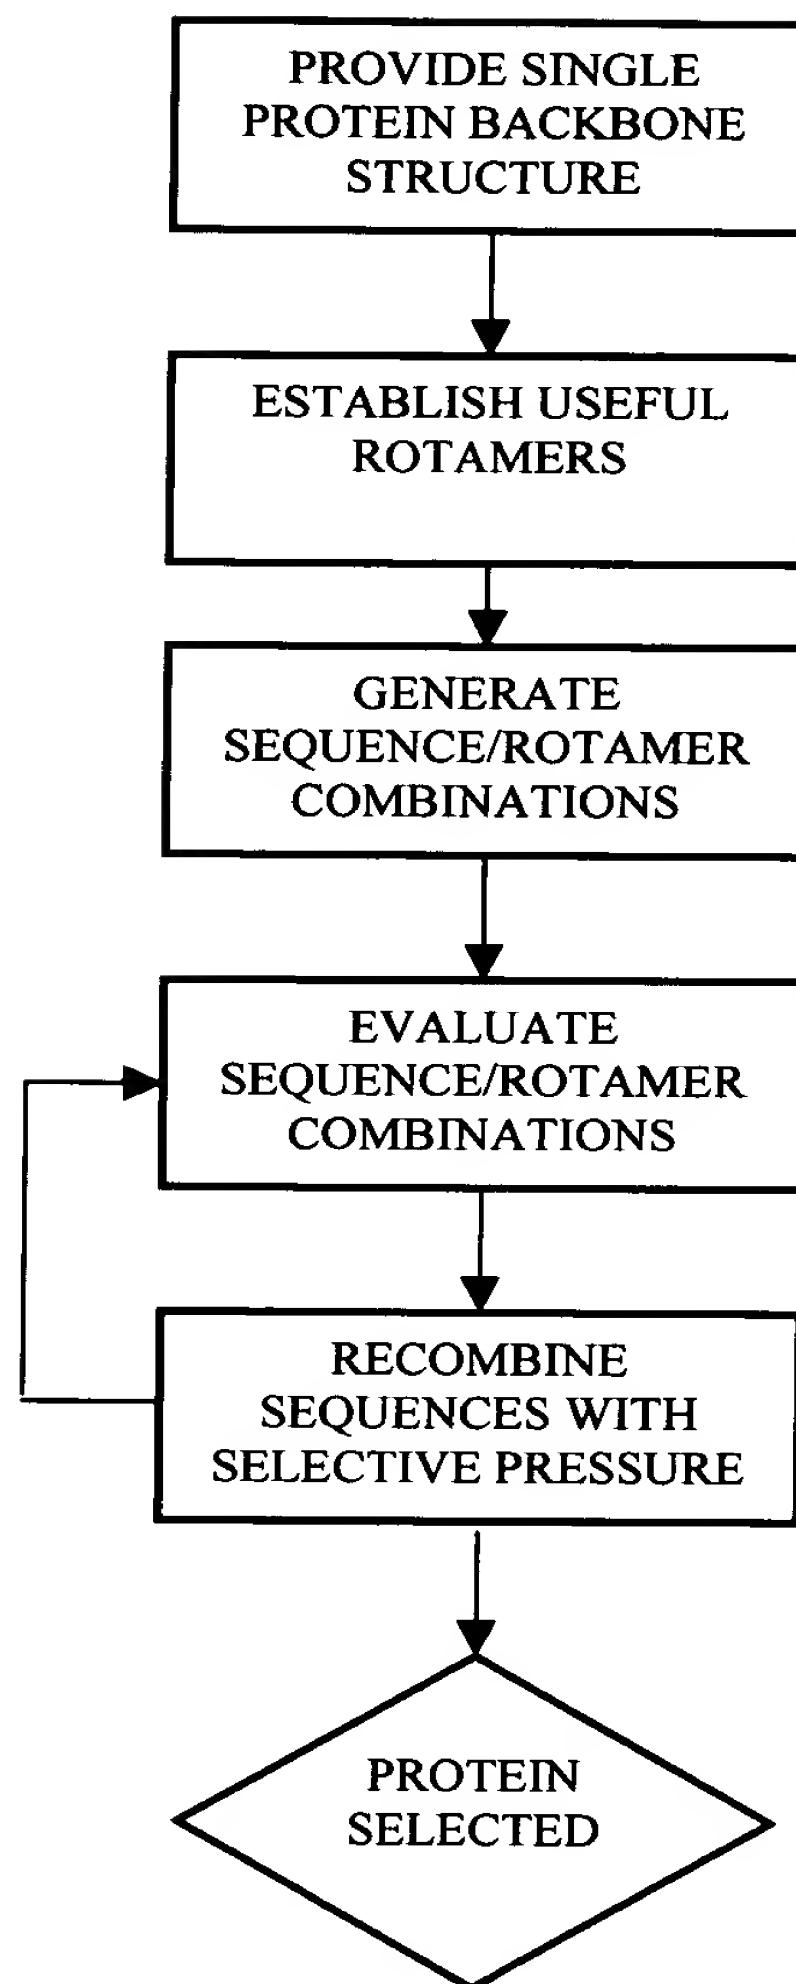 PROVIDE SINGLE
PROTEIN BACKBONE
STRUCTURE
ESTABLISH USEFUL
ROTAMERS
GENERATE
SEQUENCE/ROTAMER
COMBINATIONS
EVALUATE
SEQUENCE/ROTAMER
COMBINATIONS
RECOMBINE
SEQUENCES WITH
SELECTIVE PRESSURE
PROTEIN
SELECTED